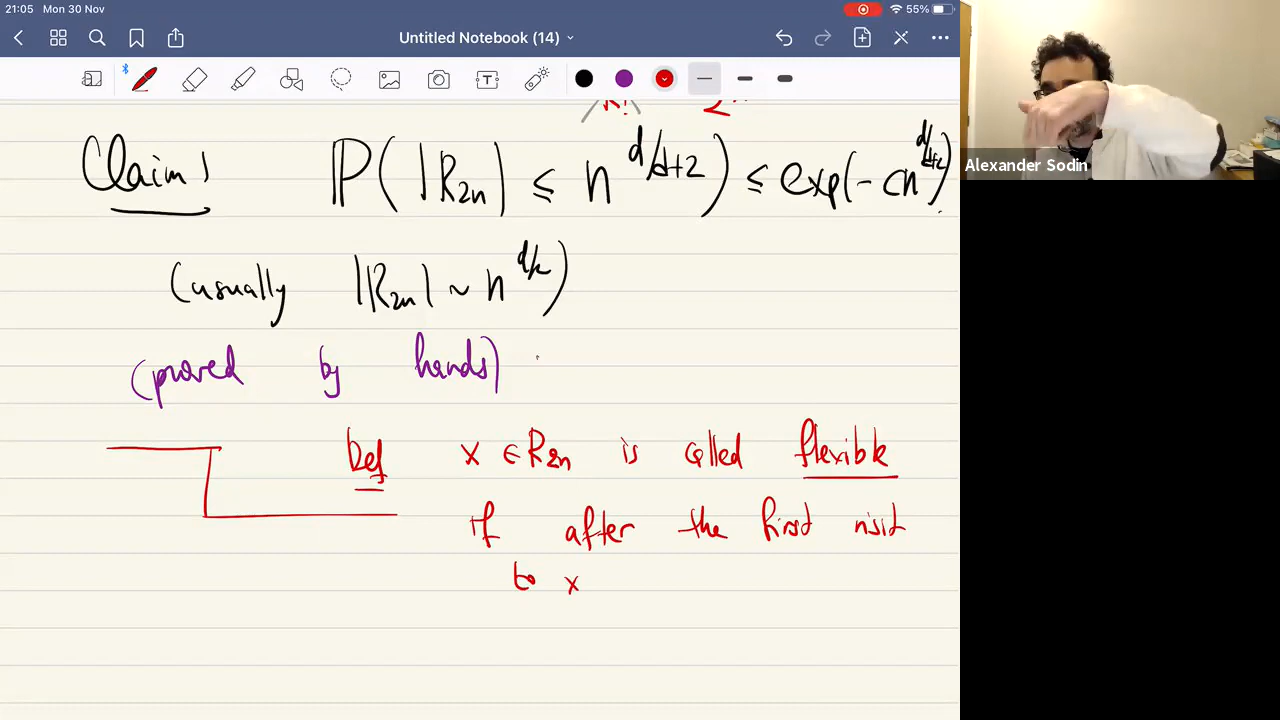 21:05 Mon 30 Nov
55%
Untitled Notebook (14)
Alexander Sodin
Claim 1 ℙ( |R₂ₙ| ≤ n^{d/d+2} ) ≤ exp(- cn^{d/d+2})
(usually |R₂ₙ| ~ n^{d/2})
(proved by hands)
Def x ∈ R₂ₙ is called flexible
if after the first visit
to x